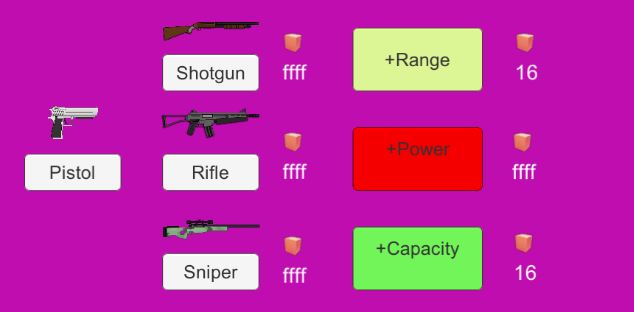 Shotgun
ffff
+Range
16
Pistol
Rifle
ffff
+Power
ffff
Sniper
ffff
+Capacity
16